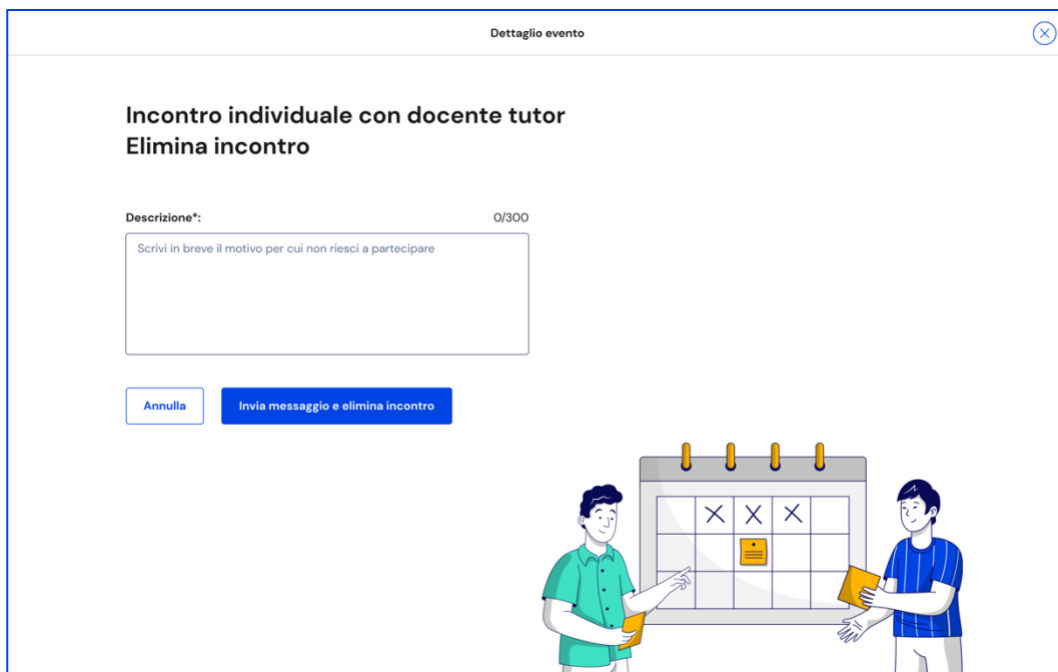 Dettaglio evento
Incontro individuale con docente tutor
Elimina incontro
Descrizione*: 0/300
Scrivi in breve il motivo per cui non riesci a partecipare
Annulla Invia messaggio e elimina incontro